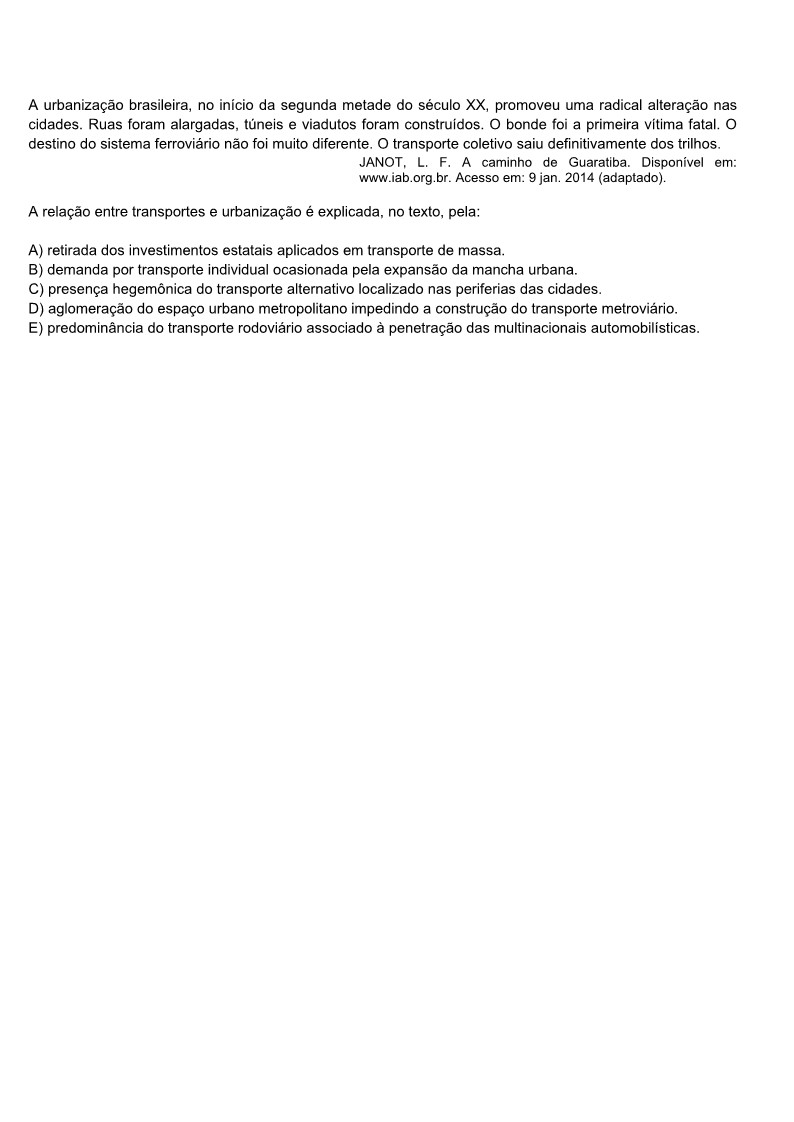 A urbanização brasileira, no início da segunda metade do século XX, promoveu uma radical alteração nas
cidades. Ruas foram alargadas, túneis e viadutos foram construídos. O bonde foi a primeira vítima fatal. O
destino do sistema ferroviário não foi muito diferente. O transporte coletivo saiu definitivamente dos trilhos.
JANOT, L. F. A caminho de Guaratiba. Disponível em:
www.iab.org.br. Acesso em: 9 jan. 2014 (adaptado).
A relação entre transportes e urbanização é explicada, no texto, pela:
A) retirada dos investimentos estatais aplicados em transporte de massa.
B) demanda por transporte individual ocasionada pela expansão da mancha urbana.
C) presença hegemônica do transporte alternativo localizado nas periferias das cidades.
D) aglomeração do espaço urbano metropolitano impedindo a construção do transporte metroviário.
E) predominância do transporte rodoviário associado à penetração das multinacionais automobilísticas.